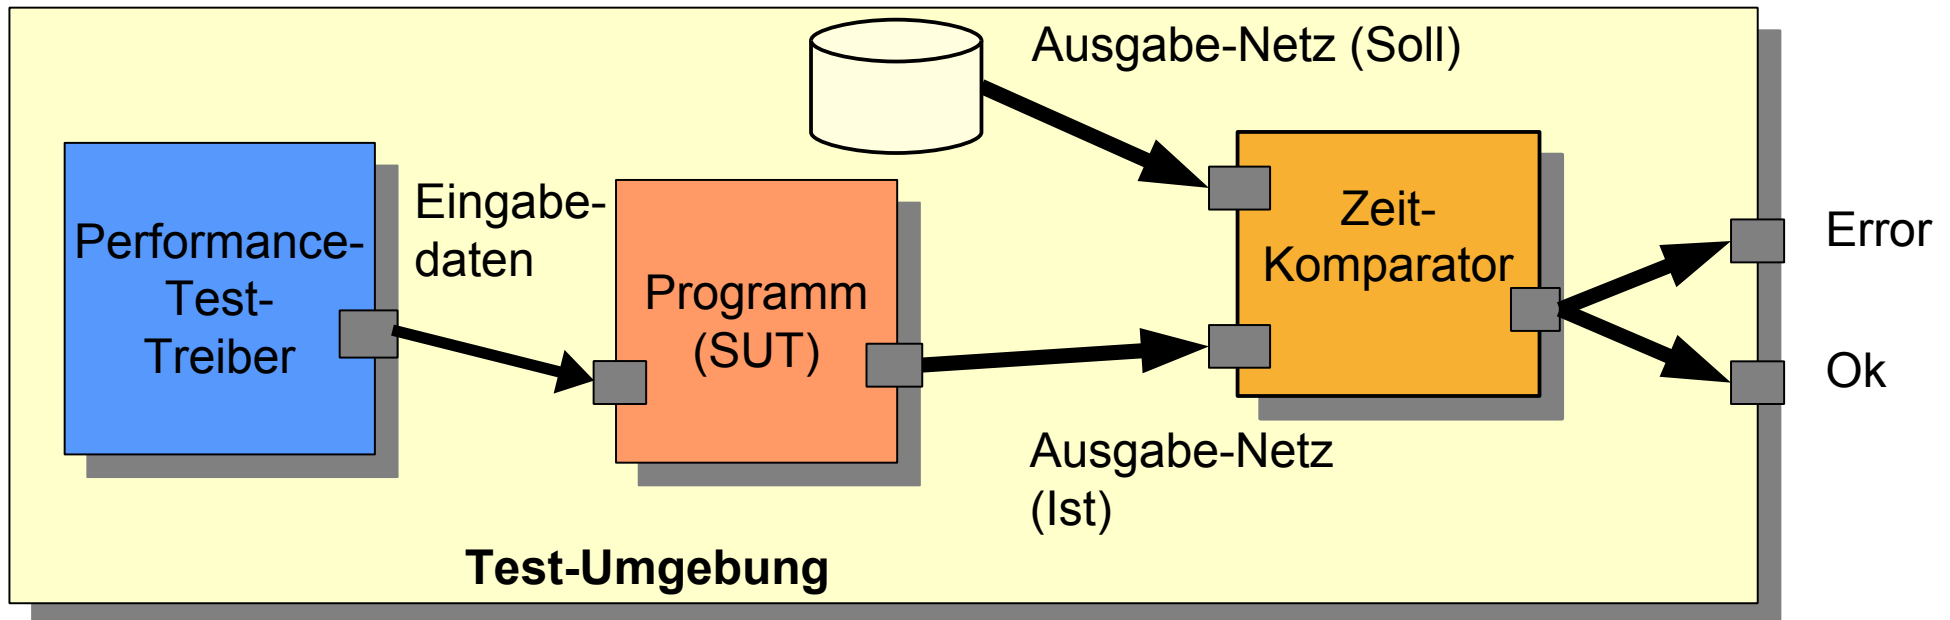 Ausgabe-Netz (Soll)
Performance-
Test-
Treiber
Eingabe-
daten
Programm
(SUT)
Zeit-
Komparator
Error
Ok
Ausgabe-Netz
(Ist)
Test-Umgebung